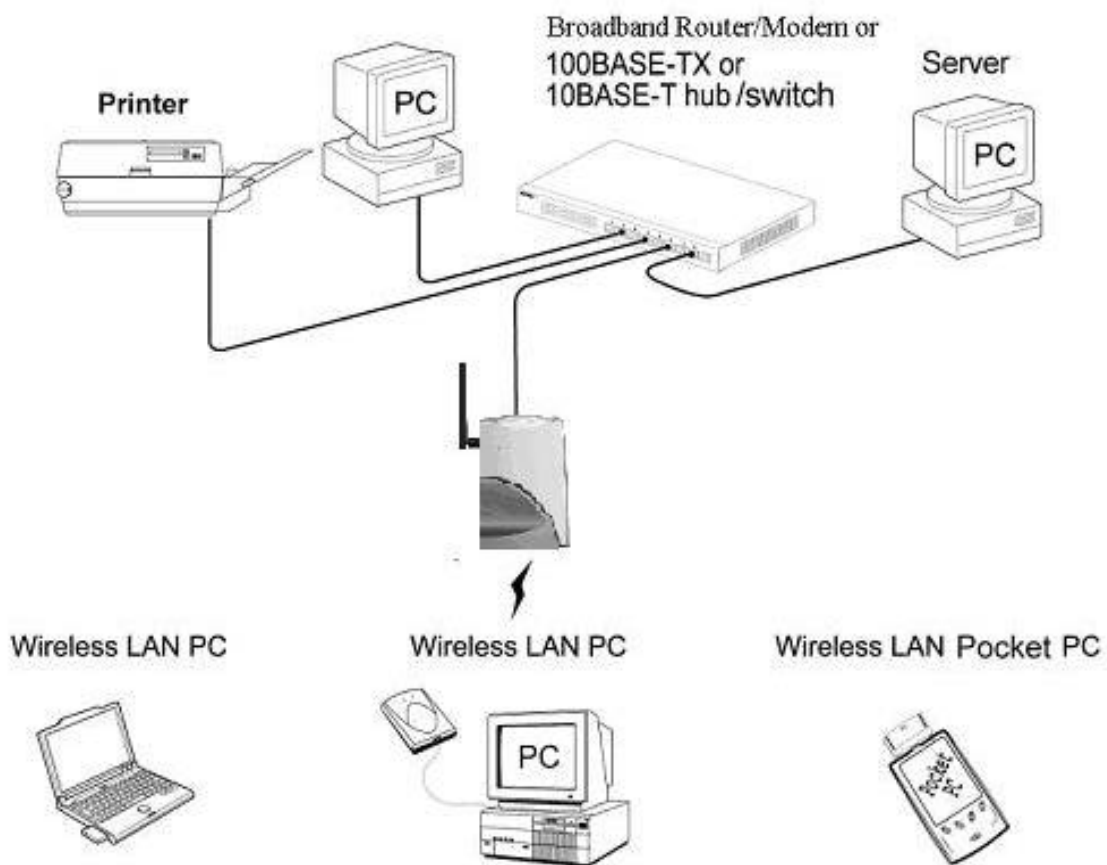 Broadband Router/Modem or
100BASE-TX or
10BASE-T hub/switch
Server
Printer
PC
PC
Wireless LAN PC
Wireless LAN PC
Wireless LAN Pocket PC
PC
Pocket
PC